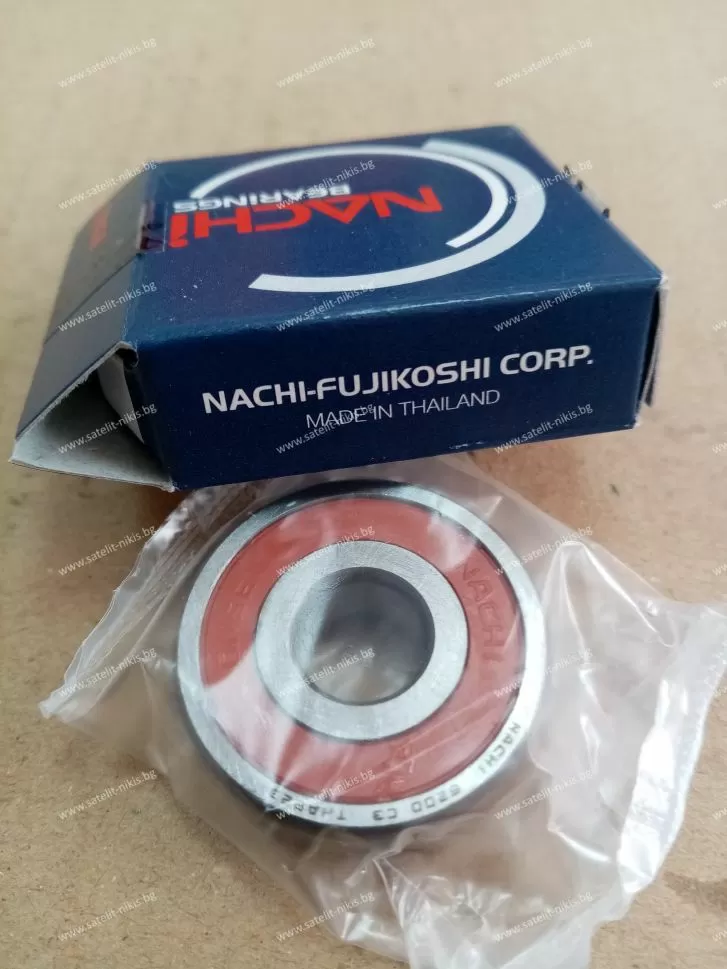 NACHI
BEARINGS
NACHI-FUJIKOSHI CORP.
MADE IN THAILAND
NACHI
NACHI 6200 C3
www.satelit-nikis.bg